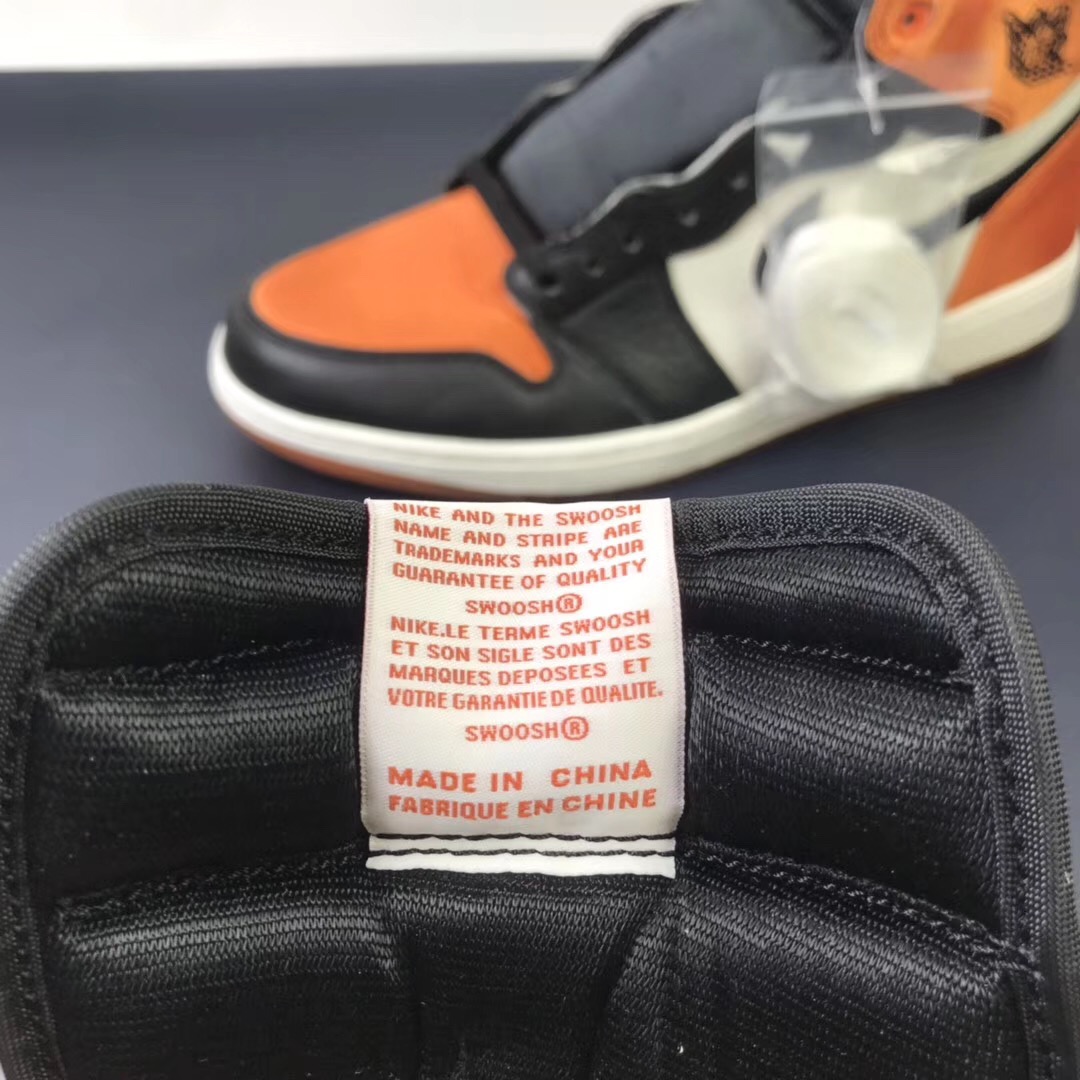 NIKE AND THE SWOOSH
NAME AND STRIPE ARE
TRADEMARKS AND YOUR
GUARANTEE OF QUALITY
SWOOSH®
NIKE.LE TERME SWOOSH
ET SON SIGLE SONT DES
MARQUES DEPOSEES ET
VOTRE GARANTIE DE QUALITE.
SWOOSH®
MADE IN CHINA
FABRIQUE EN CHINE